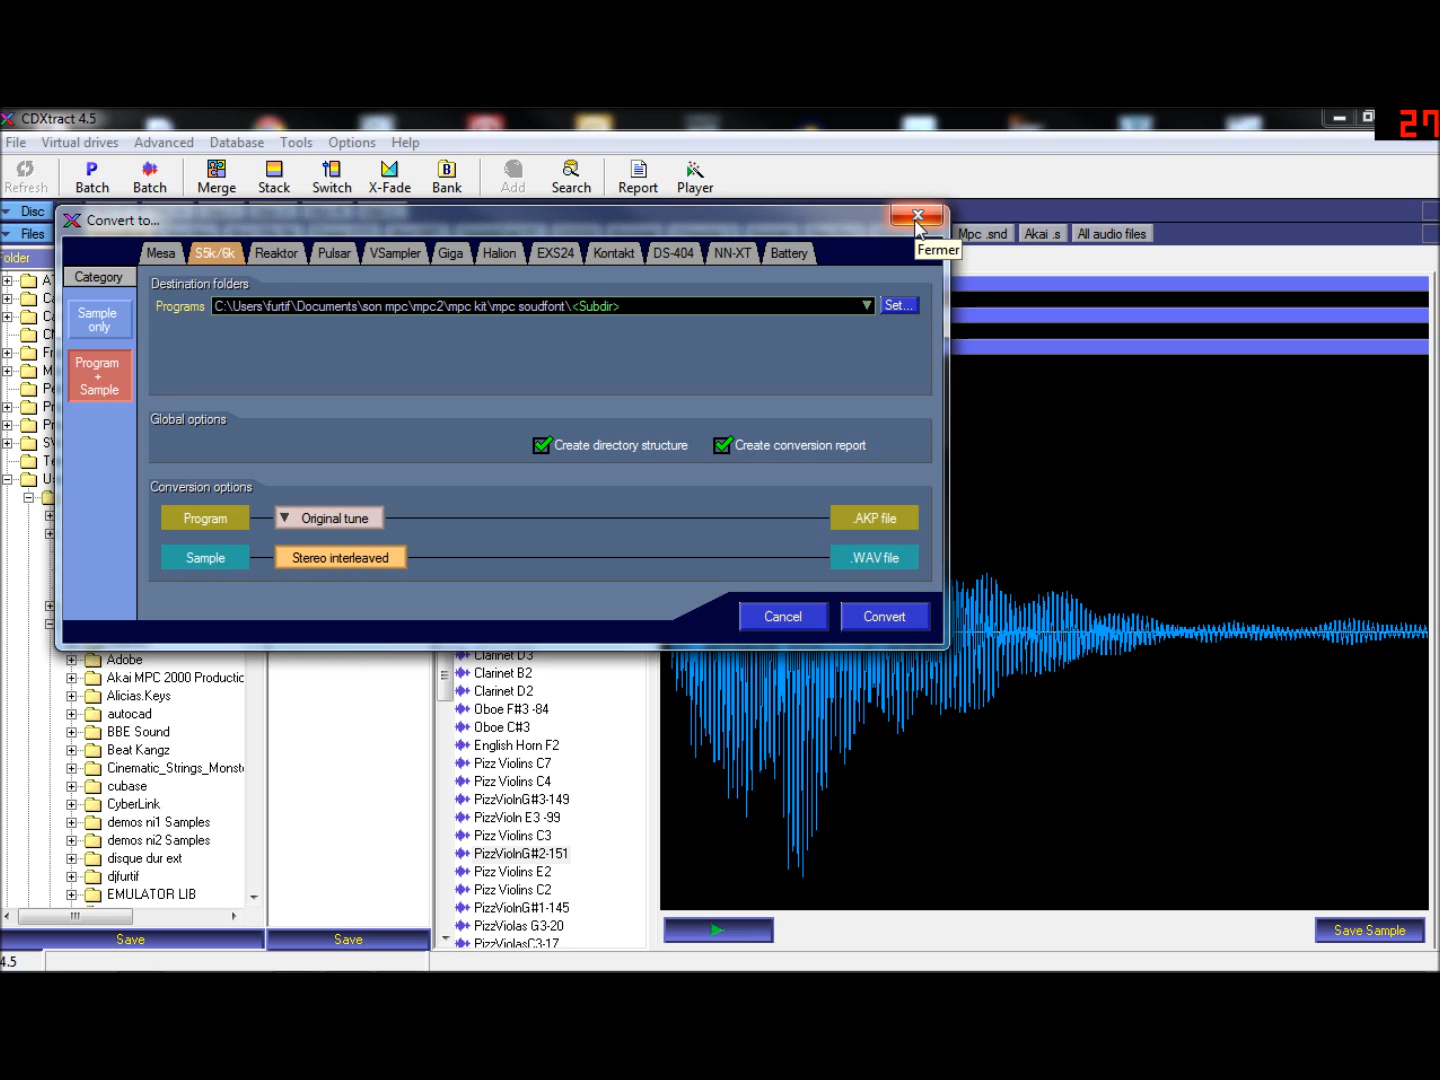 CDXtract 4.5
27
File Virtual drives Advanced Database Tools Options Help
Refresh Batch Batch Merge Stack Switch X-Fade Bank Add Search Report Player
Disc
Files
Mpc .snd Akai .s All audio files
Convert to...
Fermer
Mesa S5k/6k Reaktor Pulsar VSampler Giga Halion EXS24 Kontakt DS-404 NN-XT Battery
Category
Sample
only
Program
+
Sample
Destination folders
Programs C:\Users\furtif\Documents\son mpc\mpc2\mpc kit\mpc soudfont\<Subdir> Set...
Global options
Create directory structure Create conversion report
Conversion options
Program Original tune .AKP file
Sample Stereo interleaved .WAV file
Cancel Convert
Adobe
Akai MPC 2000 Productic
Alicias.Keys
autocad
BBE Sound
Beat Kangz
Cinematic_Strings_Monst
cubase
CyberLink
demos ni1 Samples
demos ni2 Samples
disque dur ext
djfurtif
EMULATOR LIB
Clarinet D3
Clarinet B2
Clarinet D2
Oboe F#3 -84
Oboe C#3
English Horn F2
Pizz Violins C7
Pizz Violins C4
PizzViolnG#3-149
PizzVioln E3 -99
Pizz Violins C3
PizzViolnG#2-151
Pizz Violins E2
Pizz Violins C2
PizzViolnG#1-145
PizzViolas G3-20
PizzViolasC3-17
Save Save Save Sample
4.5